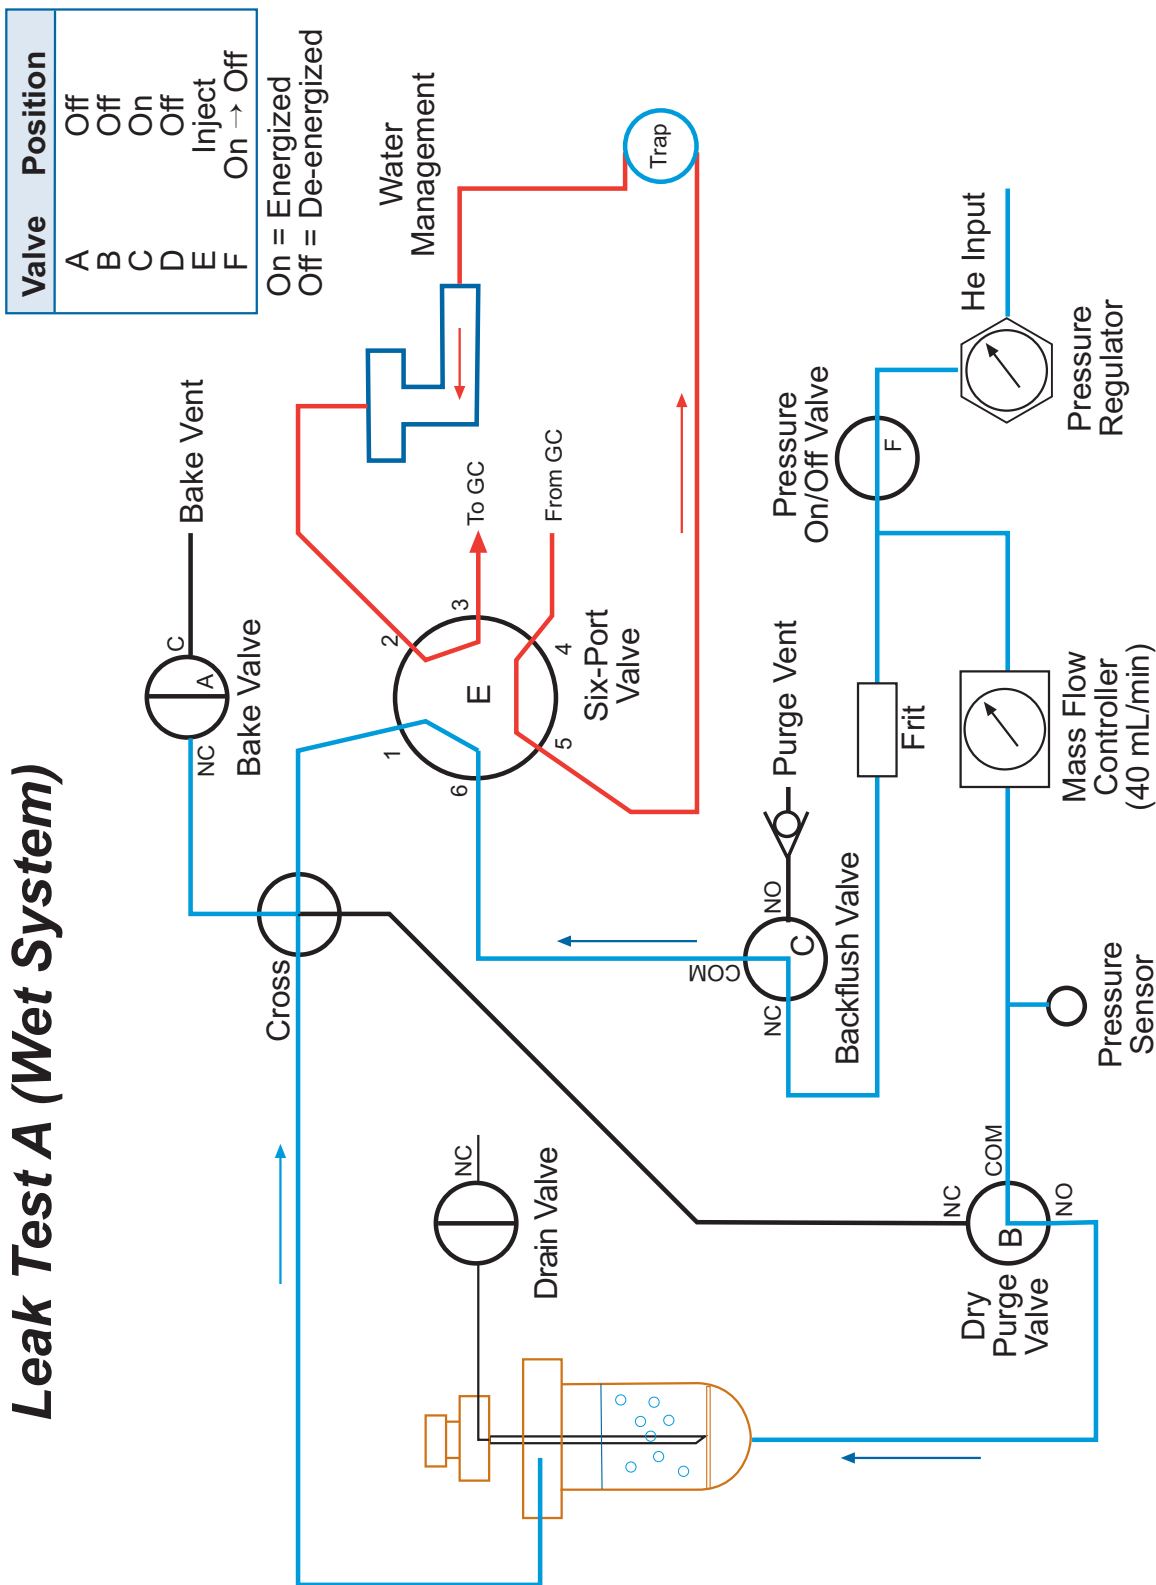 Leak Test A (Wet System)
Valve Position
A Off
B Off
C On
D Off
E Inject
F On → Off
On = Energized
Off = De-energized
Bake Vent
C
A
NC
Bake Valve
Water
Management
Trap
Cross
1
2
3
4
5
6
E
To GC
From GC
Six-Port
Valve
Drain Valve
NC
Purge Vent
NO
C
COM
NC
Backflush Valve
Pressure
On/Off Valve
F
He Input
Pressure
Regulator
Frit
Mass Flow
Controller
(40 mL/min)
Pressure
Sensor
NC
COM
B
NO
Dry
Purge
Valve